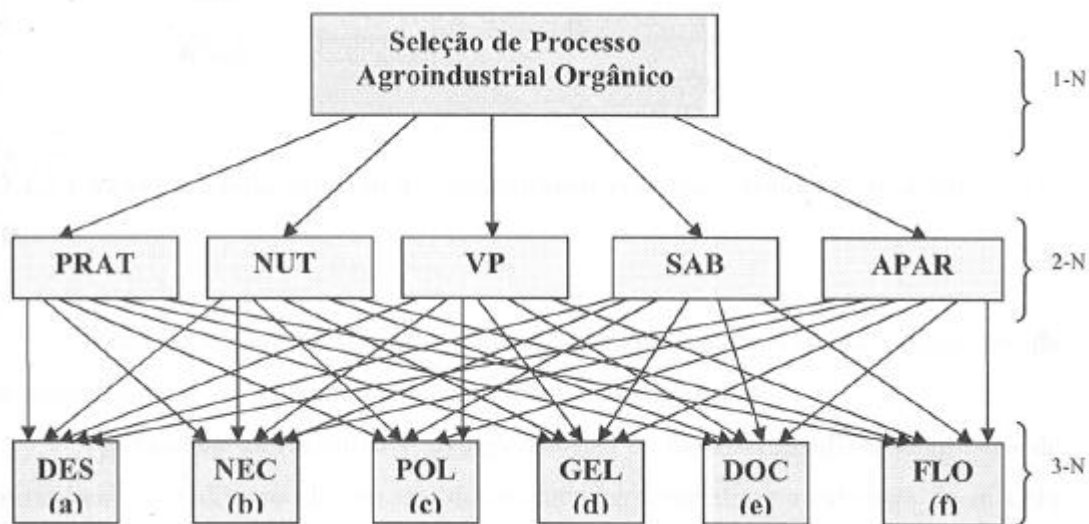 Seleção de Processo
Agroindustrial Orgânico
1-N
PRAT
NUT
VP
SAB
APAR
2-N
DES
(a)
NEC
(b)
POL
(c)
GEL
(d)
DOC
(e)
FLO
(f)
3-N